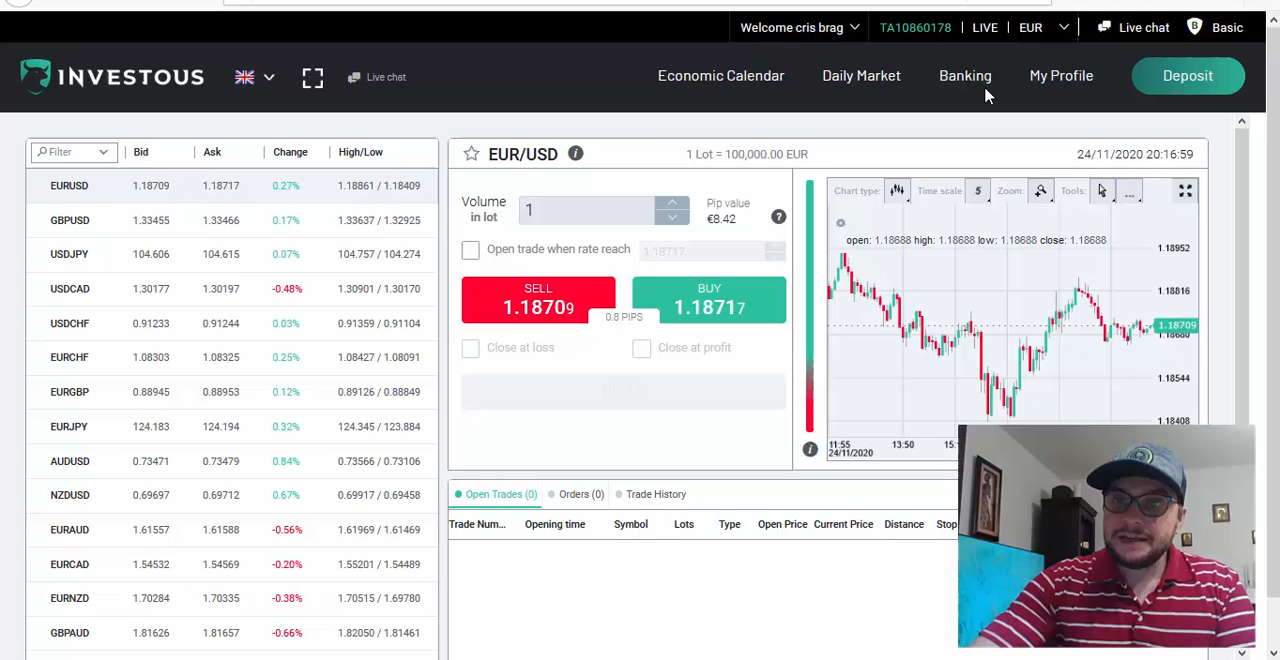 Welcome cris brag TA10860178 | LIVE | EUR Live chat B Basic
INVESTOUS Live chat Economic Calendar Daily Market Banking My Profile Deposit
Filter Bid Ask Change High/Low
EURUSD 1.18709 1.18717 0.27% 1.18861 / 1.18409
GBPUSD 1.33455 1.33466 0.17% 1.33637 / 1.32925
USDJPY 104.606 104.615 0.07% 104.757 / 104.274
USDCAD 1.30177 1.30197 -0.48% 1.30901 / 1.30170
USDCHF 0.91233 0.91244 0.03% 0.91359 / 0.91104
EURCHF 1.08303 1.08325 0.25% 1.08427 / 1.08091
EURGBP 0.88945 0.88953 0.12% 0.89126 / 0.88849
EURJPY 124.183 124.194 0.32% 124.345 / 123.884
AUDUSD 0.73471 0.73479 0.84% 0.73566 / 0.73106
NZDUSD 0.69697 0.69712 0.67% 0.69917 / 0.69458
EURAUD 1.61557 1.61588 -0.56% 1.61969 / 1.61469
EURCAD 1.54532 1.54569 -0.20% 1.55201 / 1.54489
EURNZD 1.70284 1.70335 -0.38% 1.70515 / 1.69780
GBPAUD 1.81626 1.81657 -0.66% 1.82050 / 1.81461
EUR/USD i 1 Lot = 100,000.00 EUR 24/11/2020 20:16:59
Volume
in lot
1
Pip value
€8.42
?
Open trade when rate reach 1.18717
SELL
1.18709
BUY
1.18717
0.8 PIPS
Close at loss Close at profit
Chart type: Time scale 5 Zoom: Tools: ...
open: 1.18688 high: 1.18688 low: 1.18688 close: 1.18688
1.18952
1.18816
1.18709
1.18680
1.18544
1.18408
i
11:55 13:50 15:
24/11/2020
Open Trades (0) Orders (0) Trade History
Trade Num... Opening time Symbol Lots Type Open Price Current Price Distance Stop